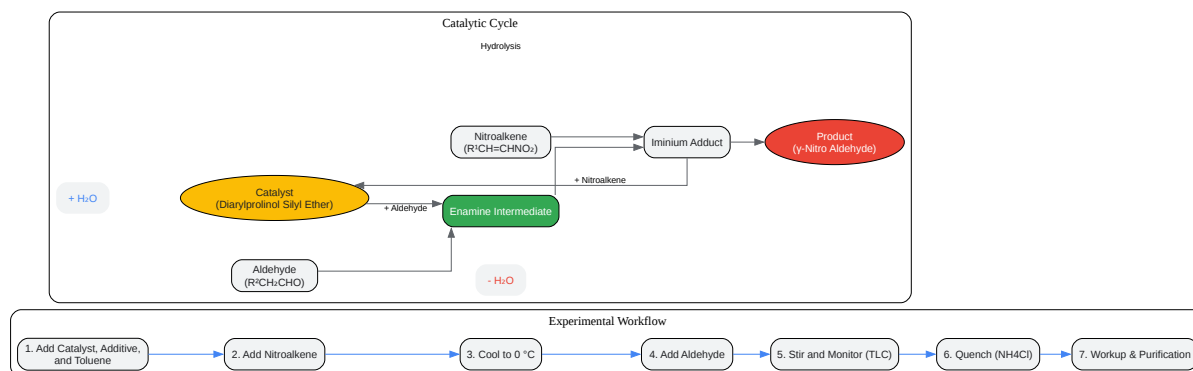 Catalytic Cycle
Hydrolysis
Nitroalkene
(R¹CH=CHNO₂)
Iminium Adduct
Product
(γ-Nitro Aldehyde)
+ Nitroalkene
+ H₂O
Catalyst
(Diarylprolinol Silyl Ether)
+ Aldehyde
Enamine Intermediate
Aldehyde
(R²CH₂CHO)
- H₂O
Experimental Workflow
1. Add Catalyst, Additive,
and Toluene
2. Add Nitroalkene
3. Cool to 0 °C
4. Add Aldehyde
5. Stir and Monitor (TLC)
6. Quench (NH4Cl)
7. Workup & Purification